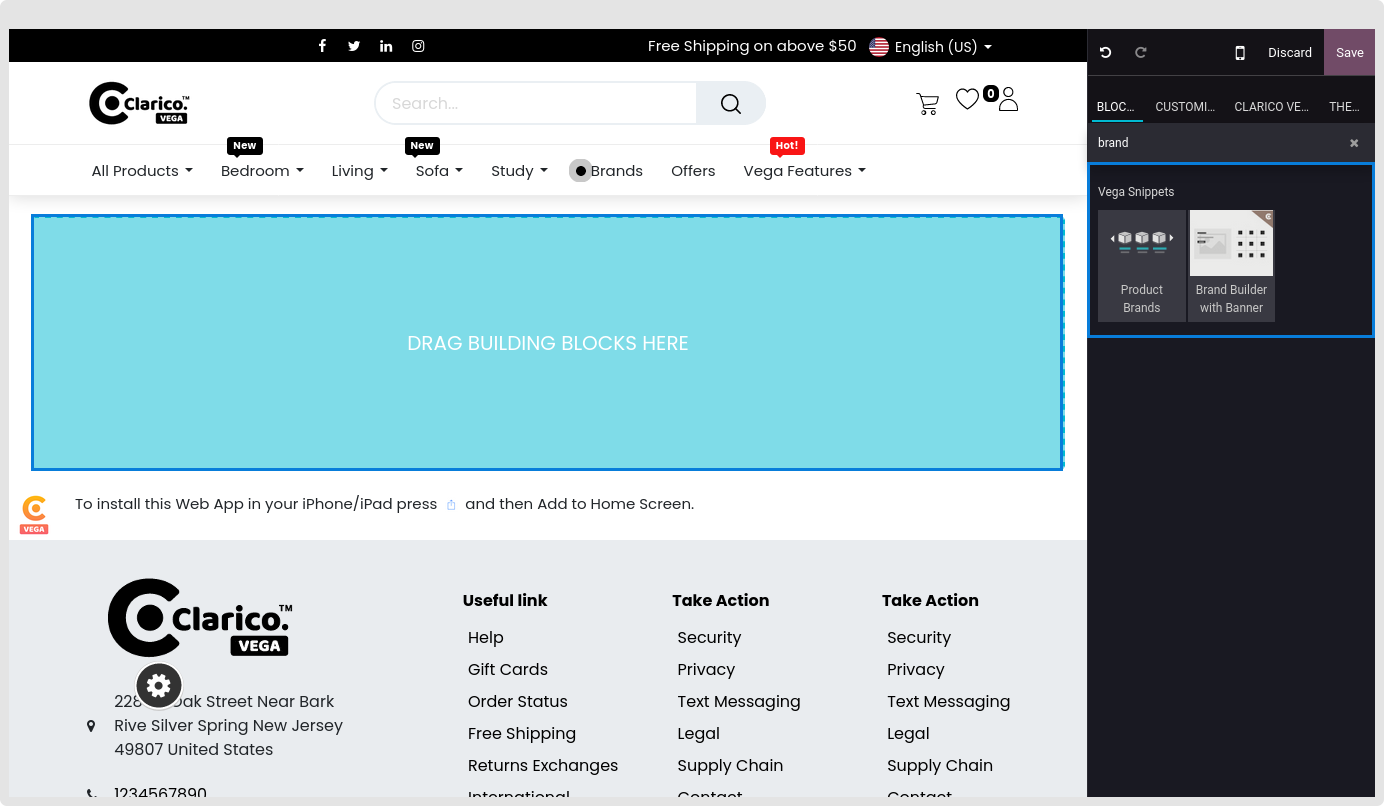 Free Shipping on above $50 English (US)
Discard Save
Clarico.™
VEGA
Search...
0
BLOC... CUSTOMI... CLARICO VE... THE...
brand
New New Hot!
All Products Bedroom Living Sofa Study Brands Offers Vega Features
Vega Snippets
Product
Brands
Brand Builder
with Banner
DRAG BUILDING BLOCKS HERE
VEGA
To install this Web App in your iPhone/iPad press and then Add to Home Screen.
Clarico.™
VEGA
228 Oak Street Near Bark
Rive Silver Spring New Jersey
49807 United States
1234567890
Useful link
Help
Gift Cards
Order Status
Free Shipping
Returns Exchanges
International
Take Action
Security
Privacy
Text Messaging
Legal
Supply Chain
Contact
Take Action
Security
Privacy
Text Messaging
Legal
Supply Chain
Contact